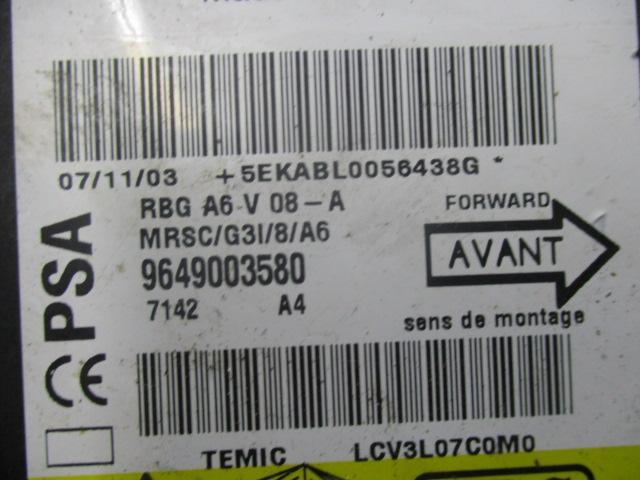 07/11/03 +5EKABL0056438G *
RBG A6 V 08-A
MRSC/G3I/8/A6
9649003580
7142 A4
PSA
CE
FORWARD
AVANT
sens de montage
TEMIC LCV3L07C0M0